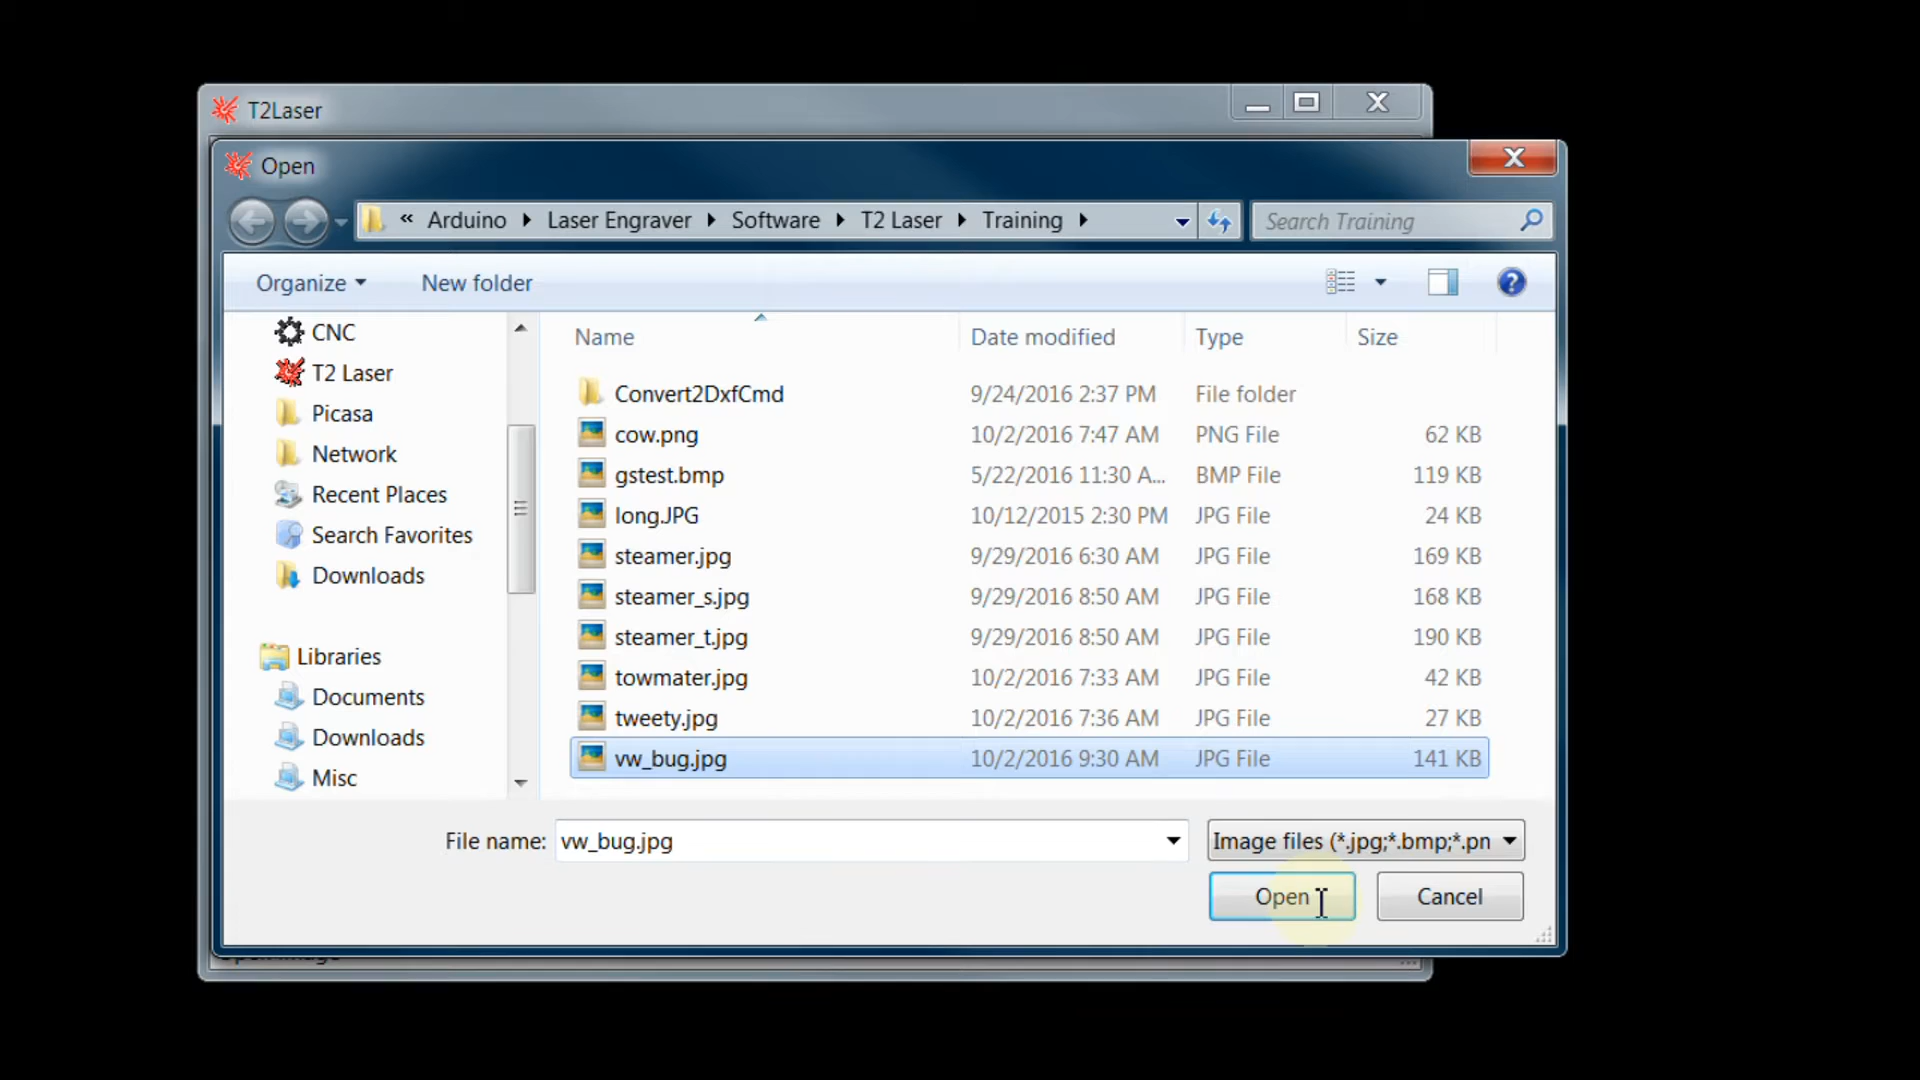 T2Laser
Open
« Arduino Laser Engraver Software T2 Laser Training
Search Training
Organize New folder
CNC
T2 Laser
Picasa
Network
Recent Places
Search Favorites
Downloads
Libraries
Documents
Downloads
Misc
Name Date modified Type Size
Convert2DxfCmd 9/24/2016 2:37 PM File folder
cow.png 10/2/2016 7:47 AM PNG File 62 KB
gstest.bmp 5/22/2016 11:30 A... BMP File 119 KB
long.JPG 10/12/2015 2:30 PM JPG File 24 KB
steamer.jpg 9/29/2016 6:30 AM JPG File 169 KB
steamer_s.jpg 9/29/2016 8:50 AM JPG File 168 KB
steamer_t.jpg 9/29/2016 8:50 AM JPG File 190 KB
towmater.jpg 10/2/2016 7:33 AM JPG File 42 KB
tweety.jpg 10/2/2016 7:36 AM JPG File 27 KB
vw_bug.jpg 10/2/2016 9:30 AM JPG File 141 KB
File name: vw_bug.jpg Image files (*.jpg;*.bmp;*.pn
Open Cancel